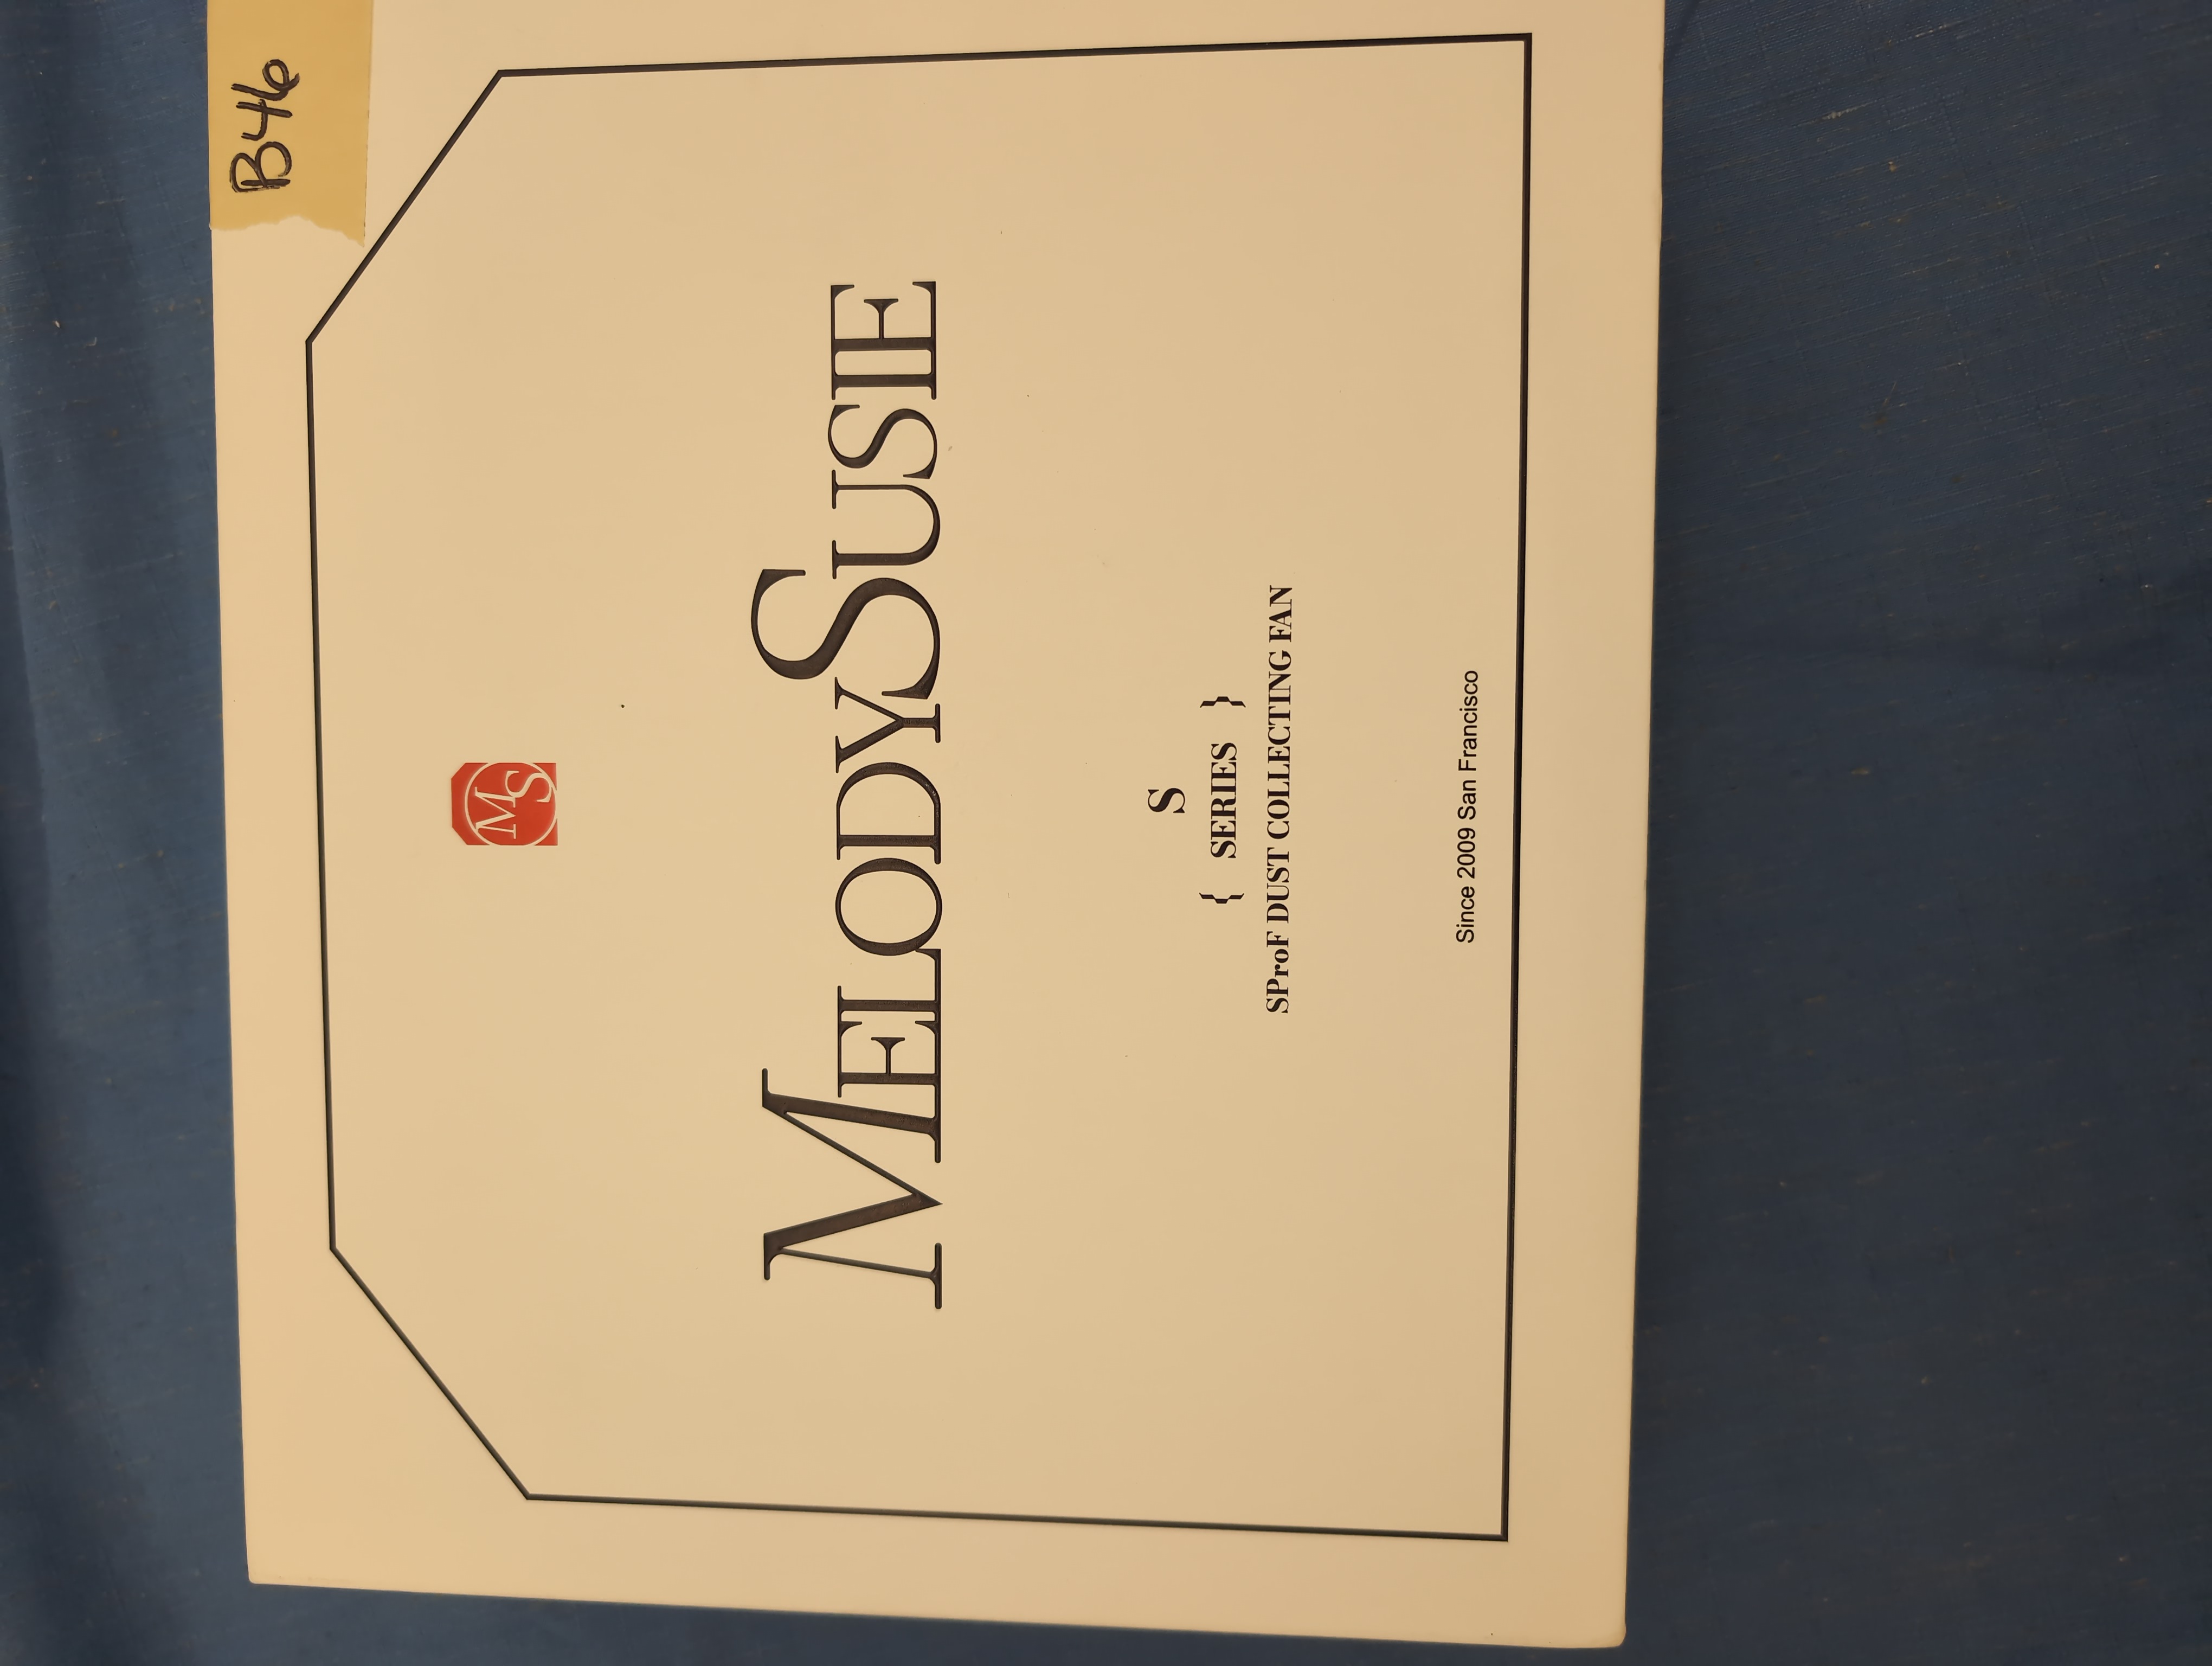 B46
MS
MELODYSUSIE
S
{ SERIES }
SProF DUST COLLECTING FAN
Since 2009 San Francisco